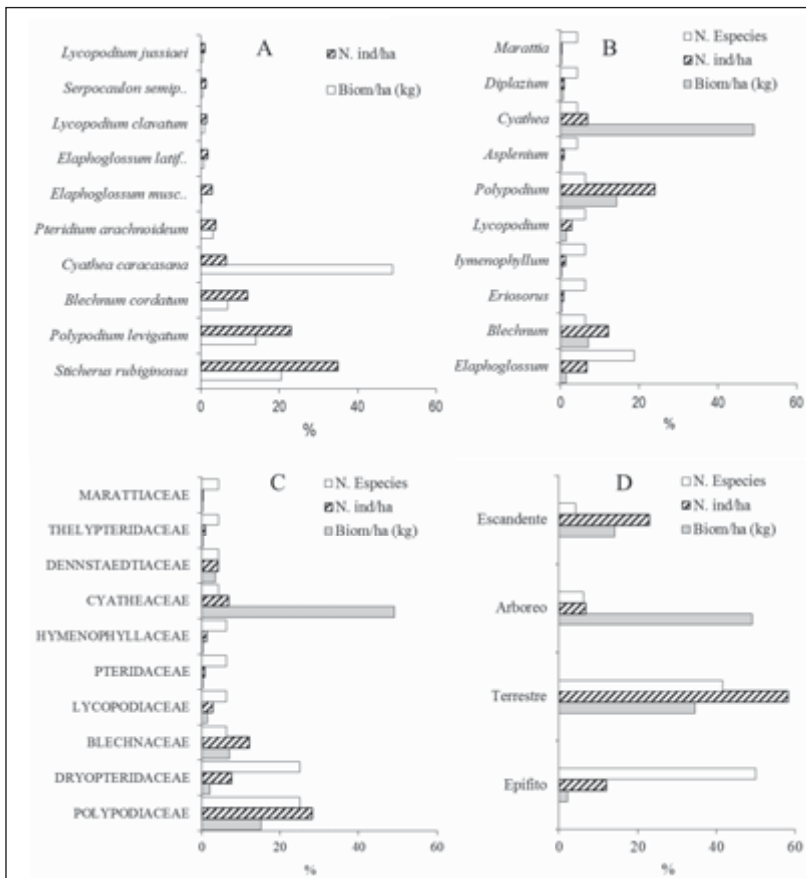 A
N. ind/ha
Biom/ha (kg)
Lycopodium jussiaei
Serpocaulon semip..
Lycopodium clavatum
Elaphoglossum latif..
Elaphoglossum musc..
Pteridium arachnoideum
Cyathea caracasana
Blechnum cordatum
Polypodium levigatum
Sticherus rubiginosus
0 20 40 60
%
B
N. Especies
N. ind/ha
Biom/ha (kg)
Marattia
Diplazium
Cyathea
Asplenium
Polypodium
Lycopodium
Iymenophyllum
Eriosorus
Blechnum
Elaphoglossum
0 20 40 60
%
C
N. Especies
N. ind/ha
Biom/ha (kg)
MARATTIACEAE
THELYPTERIDACEAE
DENNSTAEDTIACEAE
CYATHEACEAE
HYMENOPHYLLACEAE
PTERIDACEAE
LYCOPODIACEAE
BLECHNACEAE
DRYOPTERIDACEAE
POLYPODIACEAE
0 20 40 60
%
D
N. Especies
N. ind/ha
Biom/ha (kg)
Escandente
Arboreo
Terrestre
Epifito
0 20 40 60
%